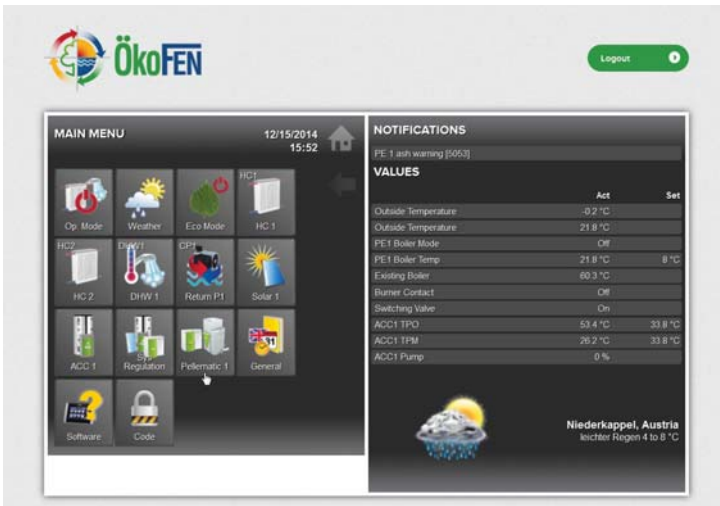 ÖkoFEN
Logout
MAIN MENU
12/15/2014
15:52
Op. Mode
Weather
Eco Mode
HC1
HC 1
HC2
HC 2
DHW1
DHW 1
CP1
Return P1
Solar 1
ACC 1
Sys
Regulation
Pellematic 1
31
General
Software
Code
NOTIFICATIONS
PE 1 ash warning [5053]
VALUES
Act Set
Outside Temperature -0.2 °C
Outside Temperature 21.8 °C
PE1 Boiler Mode Off
PE1 Boiler Temp 21.8 °C 8 °C
Existing Boiler 60.3 °C
Burner Contact Off
Switching Valve On
ACC1 TPO 53.4 °C 33.8 °C
ACC1 TPM 26.2 °C 33.8 °C
ACC1 Pump 0 %
Niederkappel, Austria
leichter Regen 4 to 8 °C